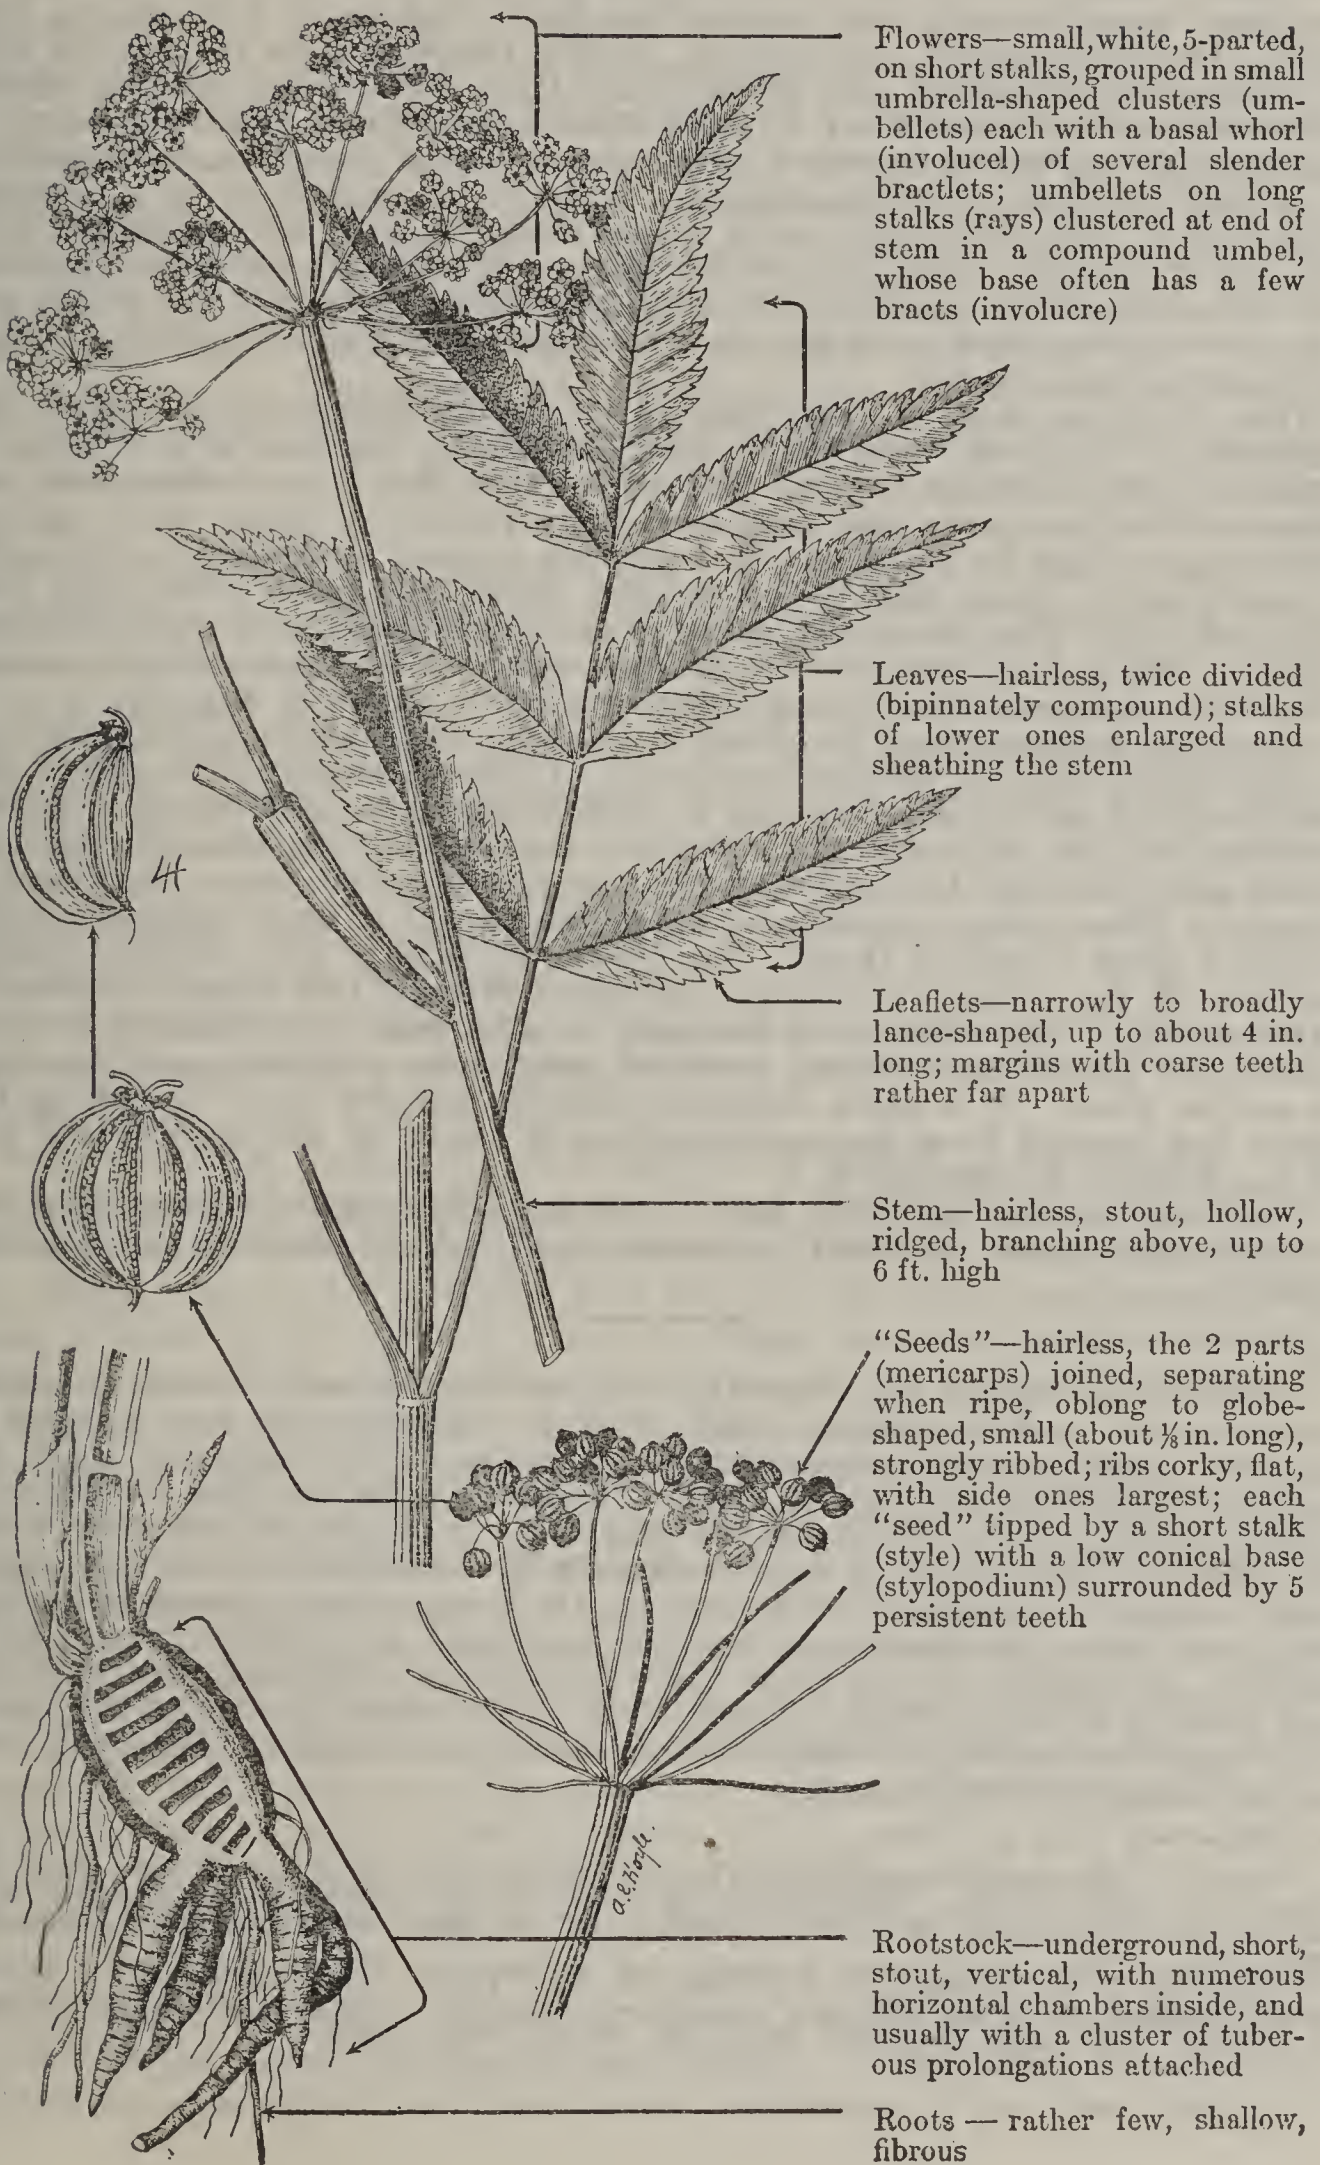 Flowers—small, white, 5-parted,
on short stalks, grouped in small
umbrella-shaped clusters (um-
bellets) each with a basal whorl
(involucel) of several slender
bractlets; umbellets on long
stalks (rays) clustered at end of
stem in a compound umbel,
whose base often has a few
bracts (involucre)
Leaves—hairless, twice divided
(bipinnately compound); stalks
of lower ones enlarged and
sheathing the stem
Leaflets—narrowly to broadly
lance-shaped, up to about 4 in.
long; margins with coarse teeth
rather far apart
Stem—hairless, stout, hollow,
ridged, branching above, up to
6 ft. high
"Seeds"—hairless, the 2 parts
(mericarps) joined, separating
when ripe, oblong to globe-
shaped, small (about ⅛ in. long),
strongly ribbed; ribs corky, flat,
with side ones largest; each
"seed" tipped by a short stalk
(style) with a low conical base
(stylopodium) surrounded by 5
persistent teeth
Rootstock—underground, short,
stout, vertical, with numerous
horizontal chambers inside, and
usually with a cluster of tuber-
ous prolongations attached
Roots — rather few, shallow,
fibrous